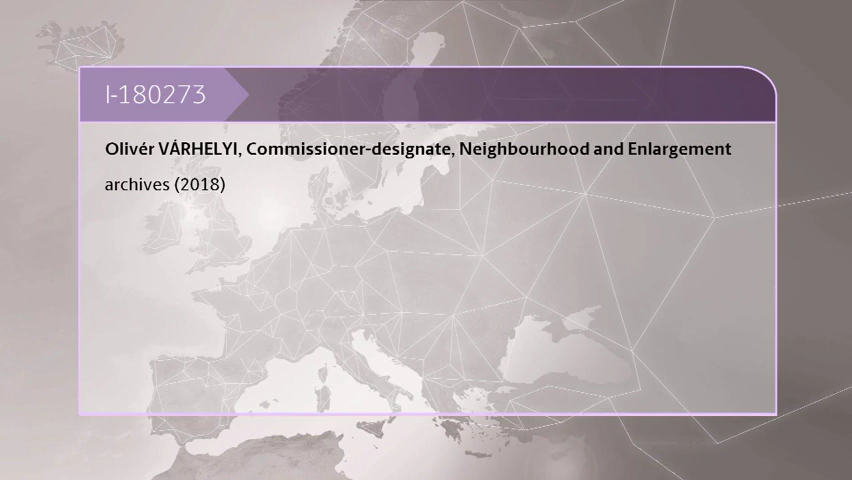 I-180273
Olivér VÁRHELYI, Commissioner-designate, Neighbourhood and Enlargement
archives (2018)